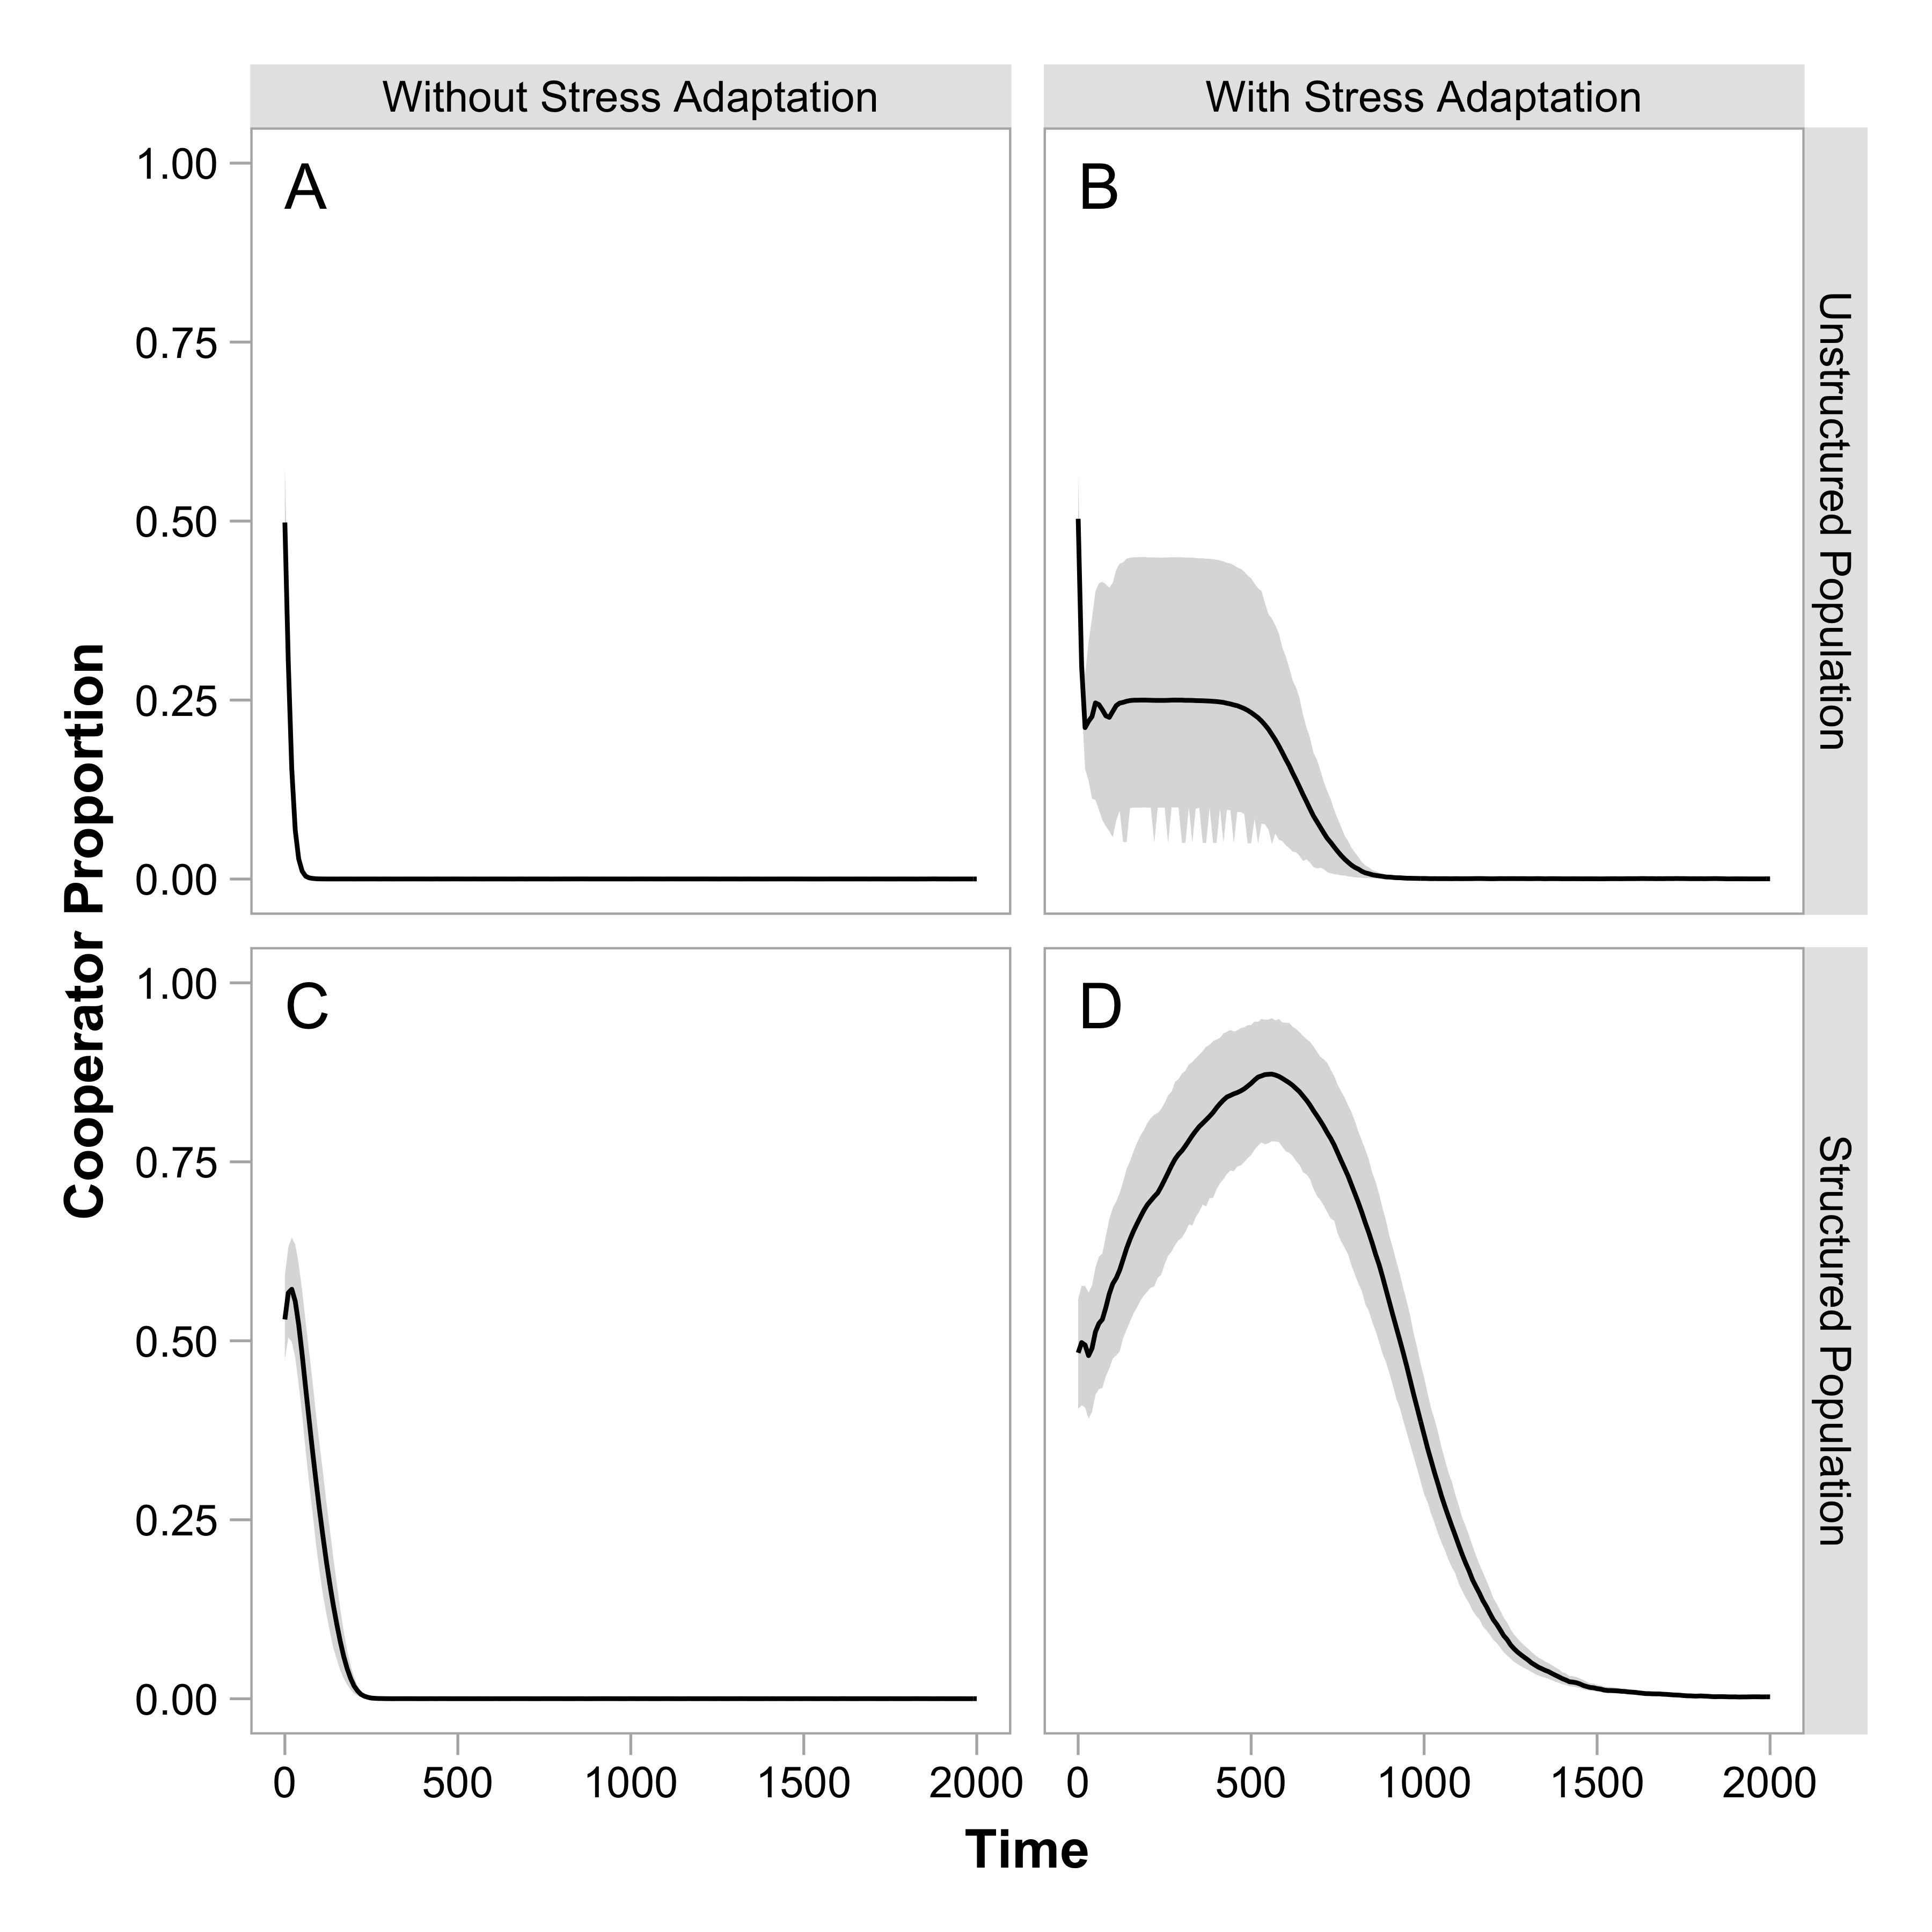 Without Stress Adaptation
With Stress Adaptation
Cooperator Proportion
1.00
0.75
0.50
0.25
0.00
A
B
Unstructured Population
1.00
0.75
0.50
0.25
0.00
C
D
Structured Population
0 500 1000 1500 2000
0 500 1000 1500 2000
Time